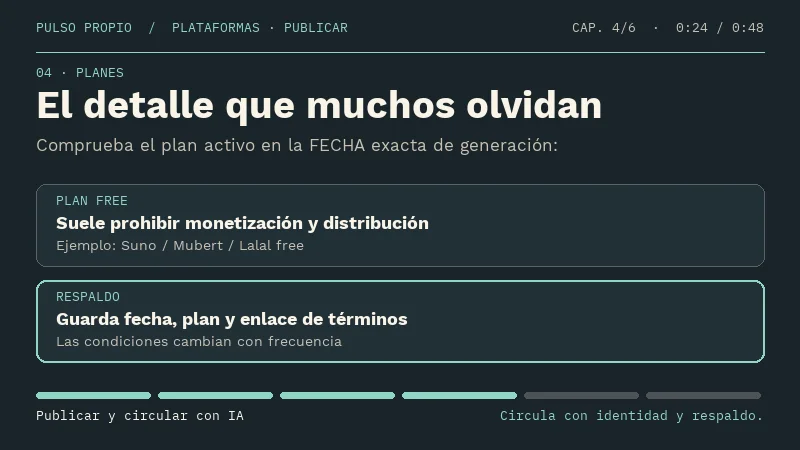 PULSO PROPIO / PLATAFORMAS · PUBLICAR
CAP. 4/6 · 0:24 / 0:48
04 · PLANES
El detalle que muchos olvidan
Comprueba el plan activo en la FECHA exacta de generación:
PLAN FREE
Suele prohibir monetización y distribución
Ejemplo: Suno / Mubert / Lalal free
RESPALDO
Guarda fecha, plan y enlace de términos
Las condiciones cambian con frecuencia
Publicar y circular con IA
Circula con identidad y respaldo.